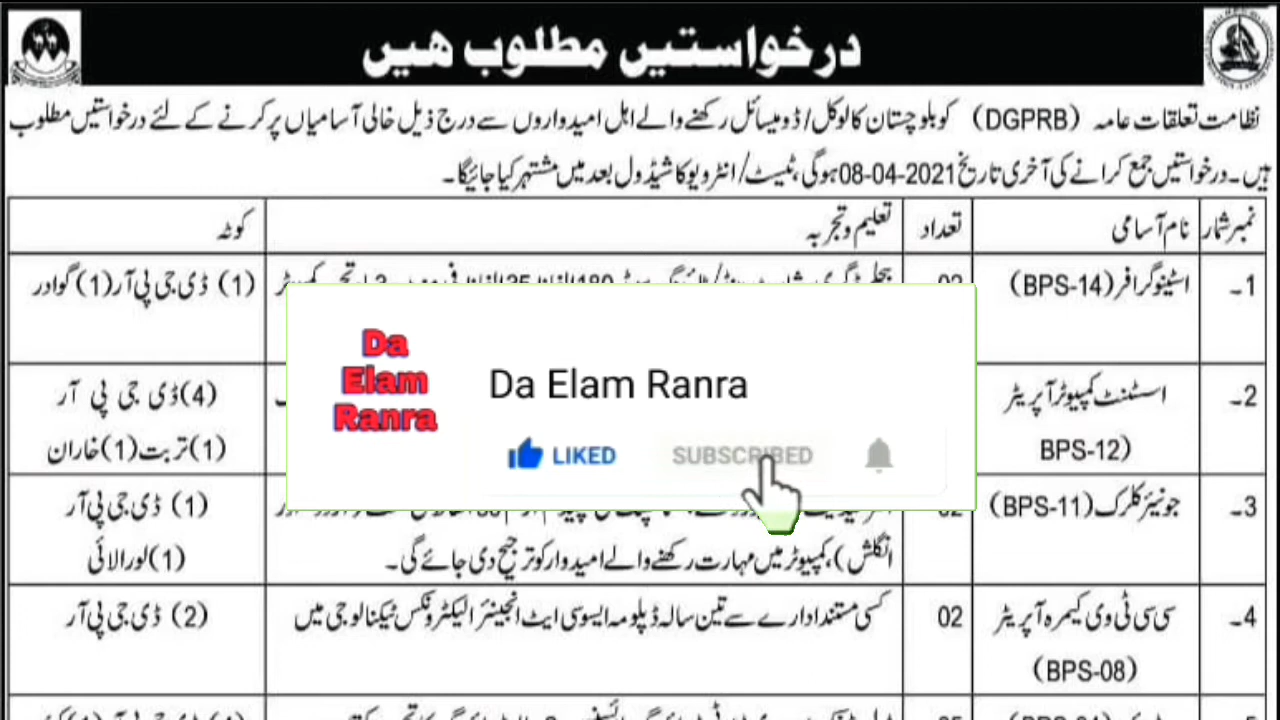 درخواستیں مطلوب ھیں
نظامت تعلقات عامہ (DGPRB) کو بلوچستان کا لوکل/ڈومیسائل رکھنے والے اہل امیدواروں سے درج ذیل خالی آسامیاں پر کرنے کے لئے درخواستیں مطلوب
ہیں۔ درخواستیں جمع کرانے کی آخری تاریخ 08-04-2021 ہوگی، ٹیسٹ/انٹرویو کا شیڈول بعد میں مشتہر کیا جائیگا۔
نمبر شمار نام آسامی تعداد تعلیم و تجربہ کوٹہ
1۔ اسٹینوگرافر (BPS-14) (1) ڈی جی پی آر (1) گوادر
2۔ اسسٹنٹ کمپیوٹر آپریٹر (4) ڈی جی پی آر
BPS-12) (1) تربت (1) خاران
3۔ جونیئر کلرک (BPS-11) (1) ڈی جی پی آر
انگلش)، کمپیوٹر میں مہارت رکھنے والے امیدوار کو ترجیح دی جائے گی۔ (1) لورالائی
4۔ سی سی ٹی وی کیمرہ آپریٹر 02 کسی مستند ادارے سے تین سالہ ڈپلومہ ایسوسی ایٹ انجینئر الیکٹرونکس ٹیکنالوجی میں (2) ڈی جی پی آر
(BPS-08)
Da
Elam
Ranra
Da Elam Ranra
LIKED SUBSCRIBED